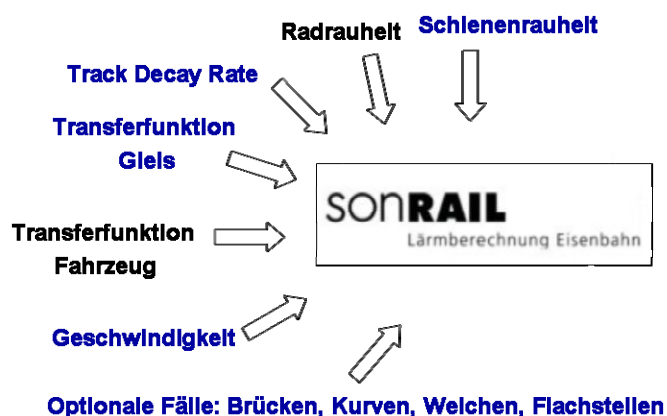 Radrauheit
Schienenrauheit
Track Decay Rate
Transferfunktion
Gleis
sonRAIL
Lärmberechnung Eisenbahn
Transferfunktion
Fahrzeug
Geschwindigkeit
Optionale Fälle: Brücken, Kurven, Weichen, Flachstellen